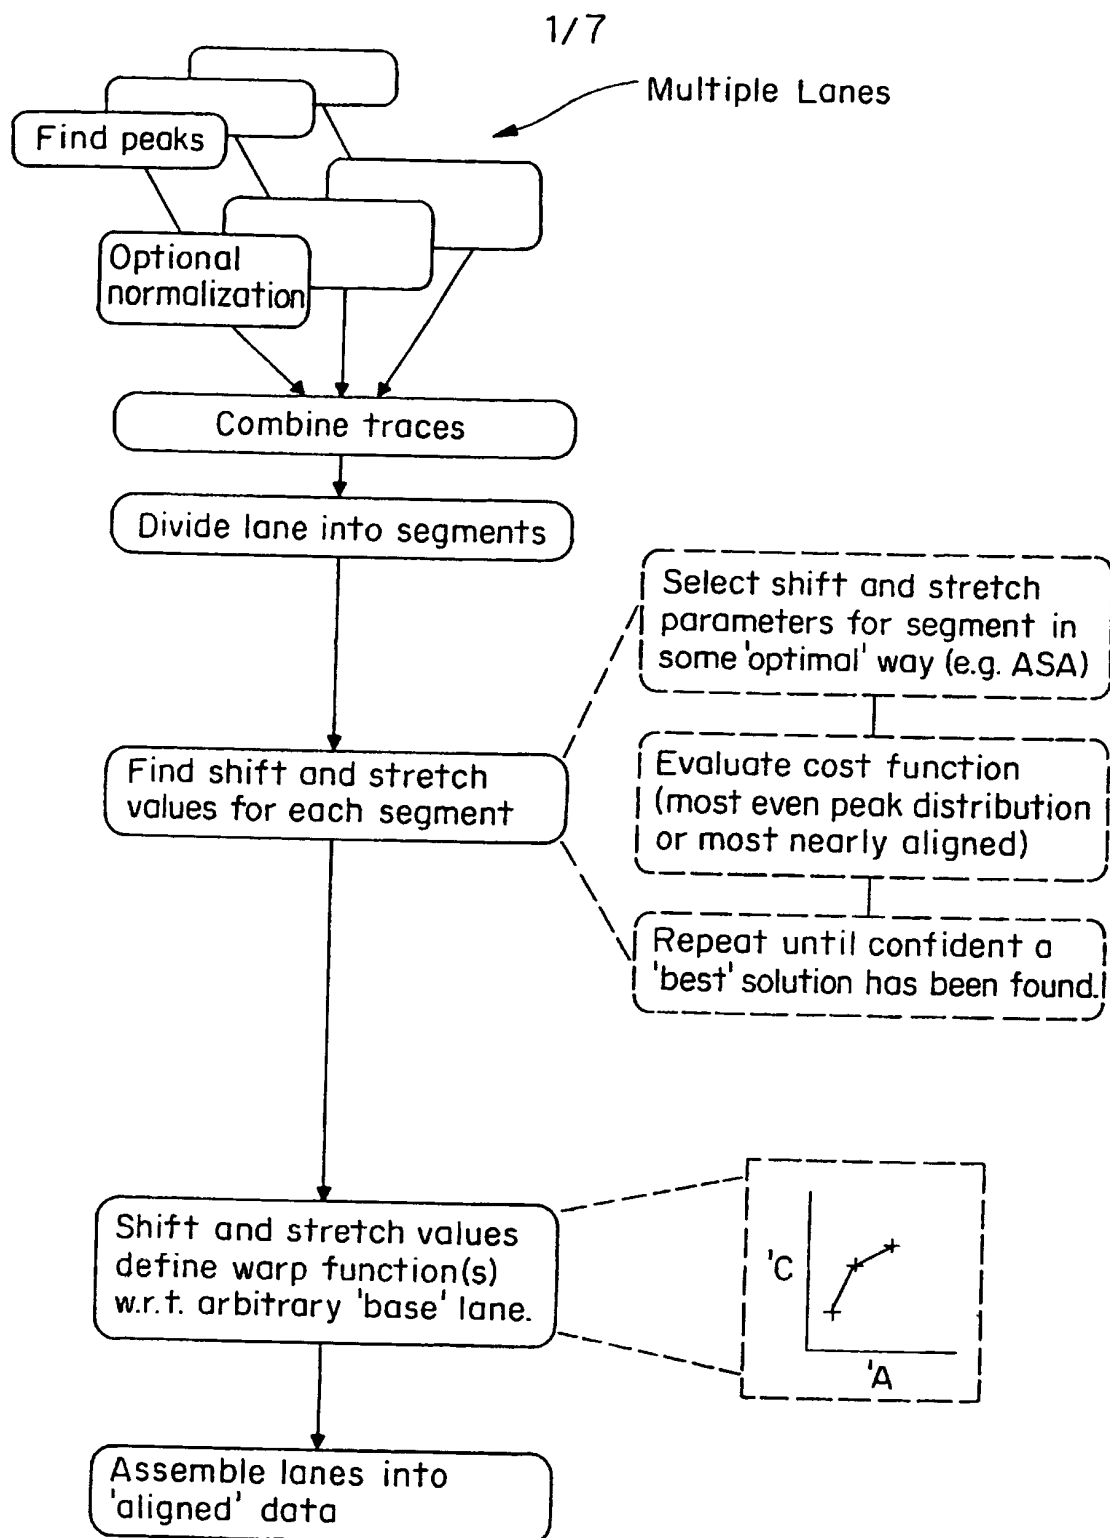 1/7
Multiple Lanes
Find peaks
Optional
normalization
Combine traces
Divide lane into segments
Select shift and stretch
parameters for segment in
some 'optimal' way (e.g. ASA)
Find shift and stretch
values for each segment
Evaluate cost function
(most even peak distribution
or most nearly aligned)
Repeat until confident a
'best' solution has been found.
Shift and stretch values
define warp function(s)
w.r.t. arbitrary 'base' lane.
'C
'A
Assemble lanes into
'aligned' data